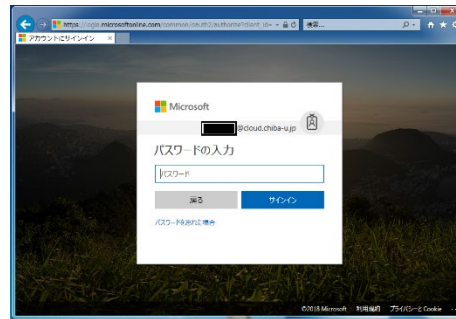 https://login.microsoftonline.com/common/oauth2/authorize?client_id=
検索...
アカウントにサインイン
Microsoft
@cloud.chiba-u.jp
パスワードの入力
パスワード
戻る
サインイン
パスワードを忘れた場合
©2018 Microsoft 利用規約 プライバシーと Cookie ...